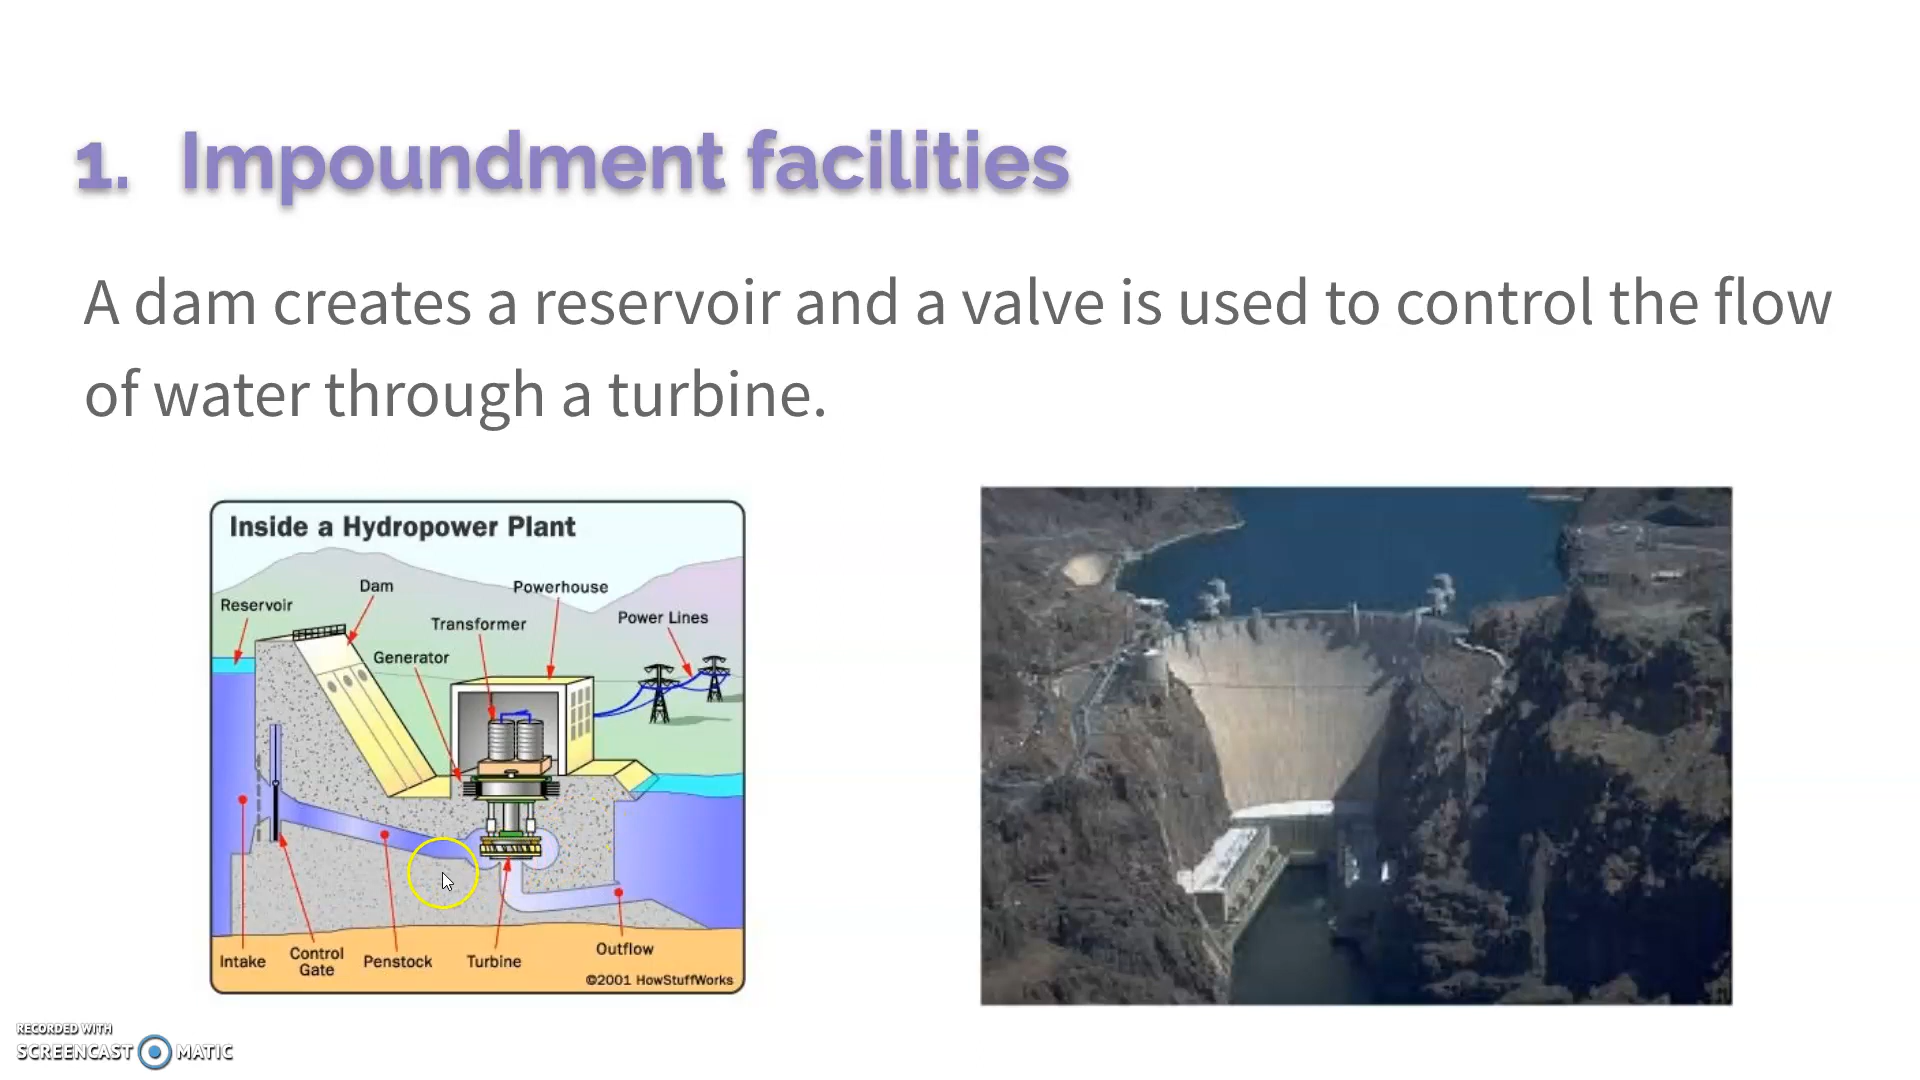 1. Impoundment facilities
A dam creates a reservoir and a valve is used to control the flow
of water through a turbine.
Inside a Hydropower Plant
Dam
Powerhouse
Reservoir
Transformer
Power Lines
Generator
Intake
Control
Gate
Penstock
Turbine
Outflow
©2001 HowStuffWorks
RECORDED WITH
SCREENCAST MATIC